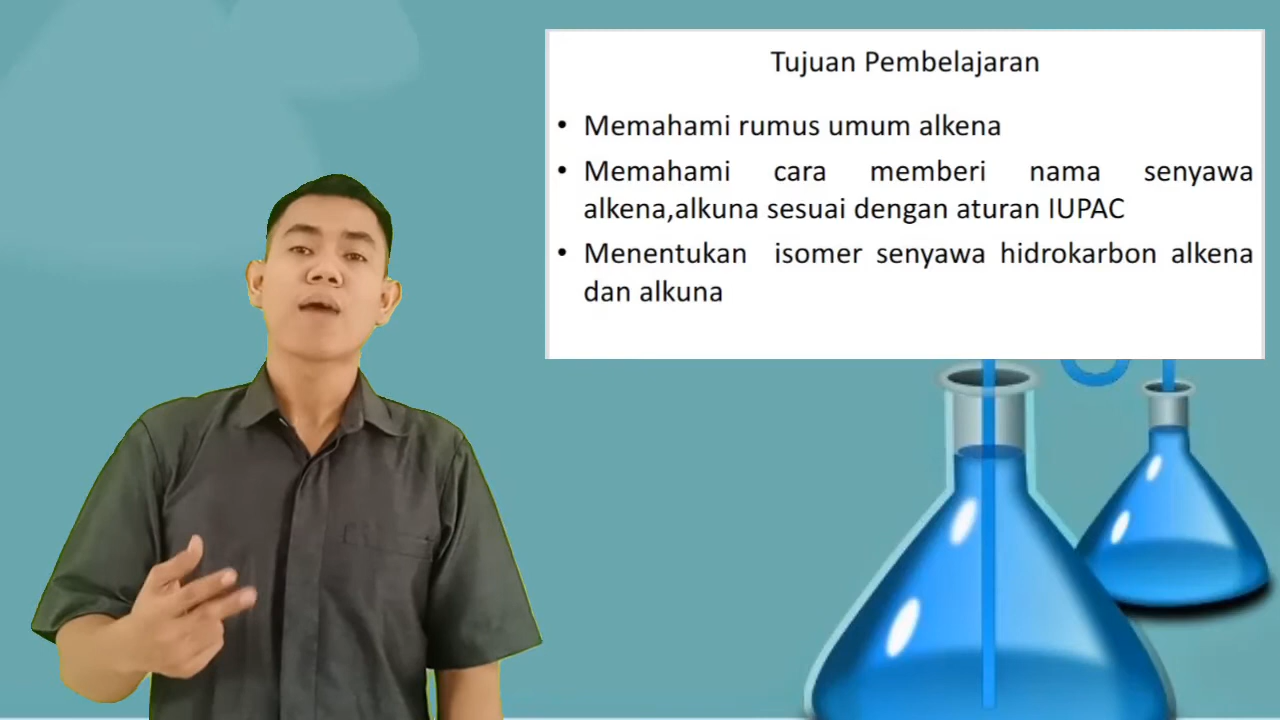 Tujuan Pembelajaran
• Memahami rumus umum alkena
• Memahami cara memberi nama senyawa
alkena,alkuna sesuai dengan aturan IUPAC
• Menentukan isomer senyawa hidrokarbon alkena
dan alkuna